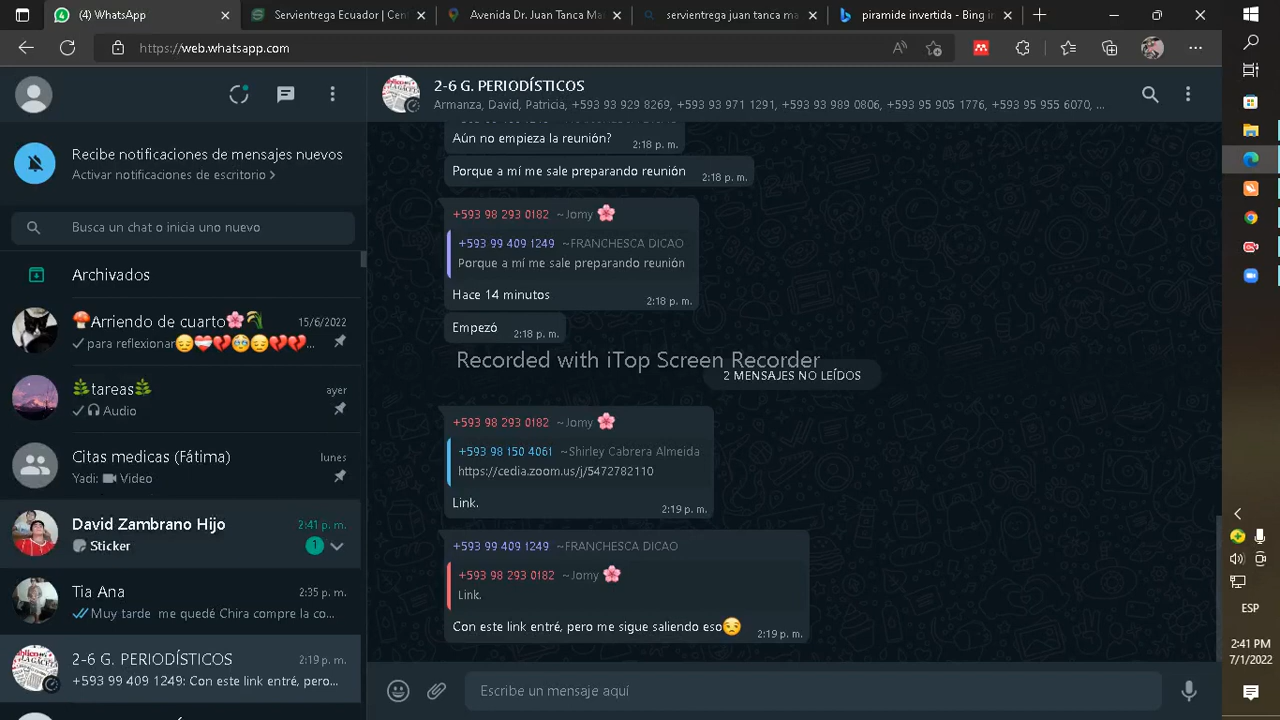 (4) WhatsApp
Servientrega Ecuador | Cent
Avenida Dr. Juan Tanca Ma
servientrega juan tanca ma
piramide invertida - Bing in
https://web.whatsapp.com
2-6 G. PERIODÍSTICOS
Armanza, David, Patricia, +593 93 929 8269, +593 93 971 1291, +593 93 989 0806, +593 95 905 1776, +593 95 955 6070, ...
Recibe notificaciones de mensajes nuevos
Activar notificaciones de escritorio >
Busca un chat o inicia uno nuevo
Archivados
🍄Arriendo de cuarto🌸🌾
15/6/2022
para reflexionar😔❤️‍🩹💔🥹😔💔💔...
🌿tareas🌿
ayer
Audio
Citas medicas (Fátima)
lunes
Yadi: Video
David Zambrano Hijo
2:41 p. m.
Sticker
1
Tia Ana
2:35 p. m.
Muy tarde me quedé Chira compre la co...
2-6 G. PERIODÍSTICOS
2:19 p. m.
+593 99 409 1249: Con este link entré, pero...
Aún no empieza la reunión?
2:18 p. m.
Porque a mí me sale preparando reunión
2:18 p. m.
+593 98 293 0182 ~Jomy 🌸
+593 99 409 1249 ~FRANCHESCA DICAO
Porque a mí me sale preparando reunión
Hace 14 minutos
2:18 p. m.
Empezó
2:18 p. m.
Recorded with iTop Screen Recorder
2 MENSAJES NO LEÍDOS
+593 98 293 0182 ~Jomy 🌸
+593 98 150 4061 ~Shirley Cabrera Almeida
https://cedia.zoom.us/j/5472782110
Link.
2:19 p. m.
+593 99 409 1249 ~FRANCHESCA DICAO
+593 98 293 0182 ~Jomy 🌸
Link.
Con este link entré, pero me sigue saliendo eso😣
2:19 p. m.
Escribe un mensaje aquí
ESP
2:41 PM
7/1/2022